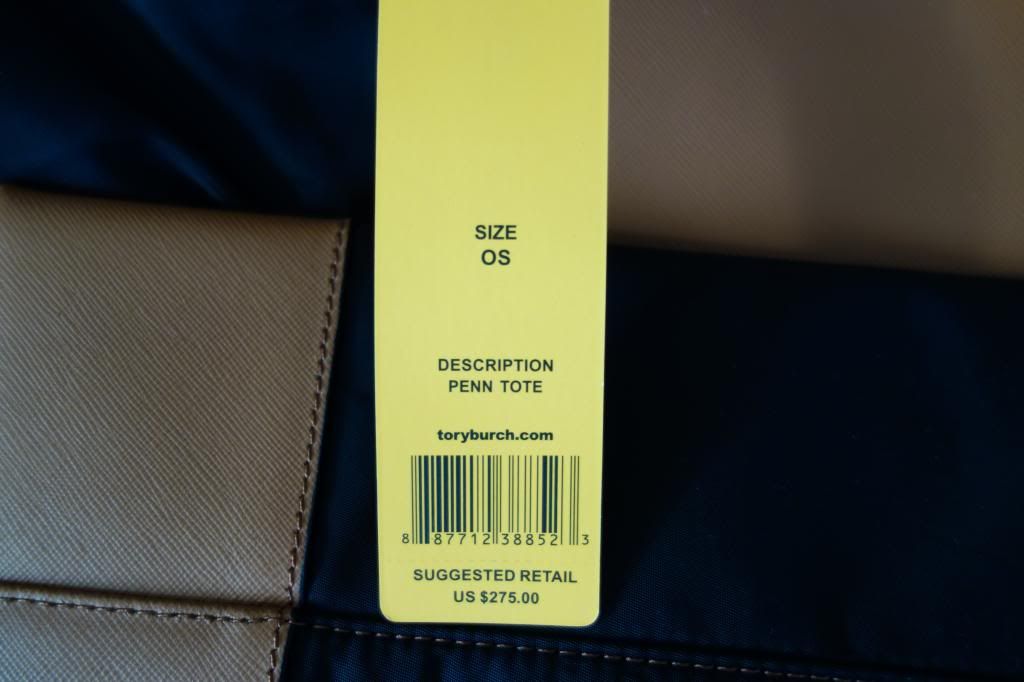 SIZE
OS
DESCRIPTION
PENN TOTE
toryburch.com
8 87712 38852 3
SUGGESTED RETAIL
US $275.00